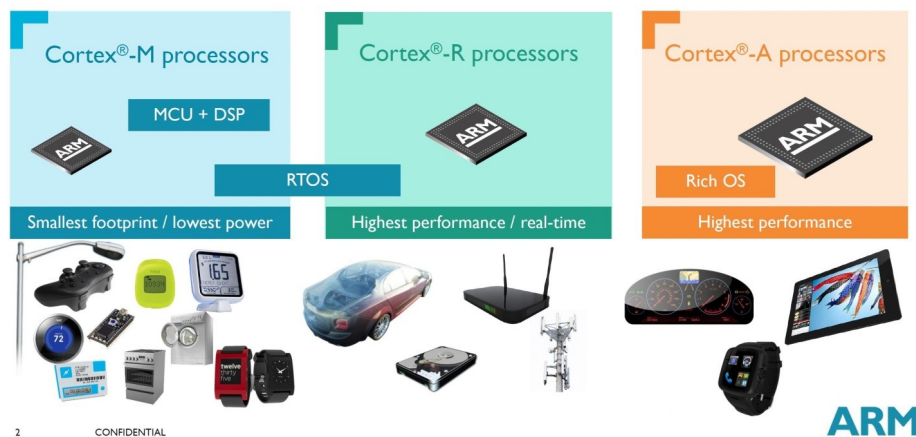 Cortex®-M processors
MCU + DSP
ARM
RTOS
Smallest footprint / lowest power
Cortex®-R processors
ARM
Highest performance / real-time
Cortex®-A processors
ARM
Rich OS
Highest performance
72
twelve
thirty
five
2
CONFIDENTIAL
ARM